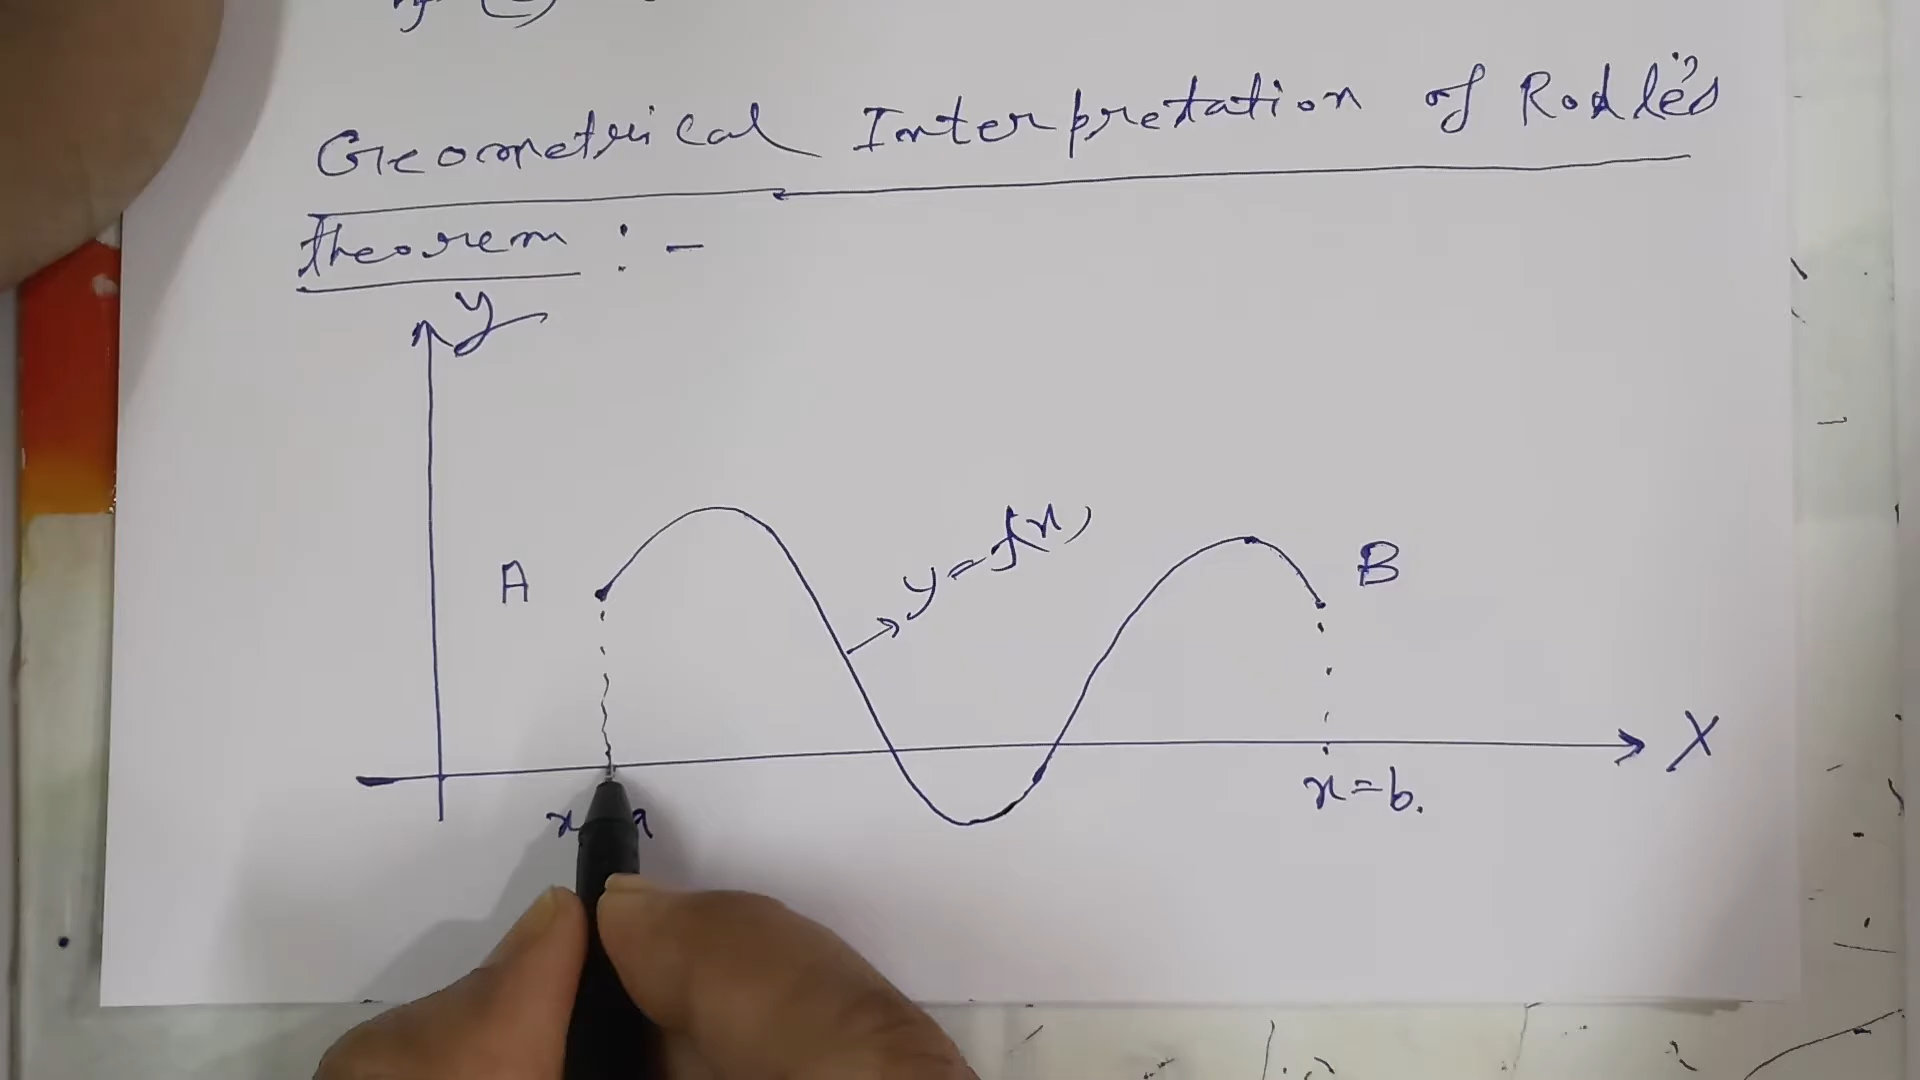 Geometrical Interpretation of Rolle's
theorem : -
y
A
y = f(x)
B
X
x = b.